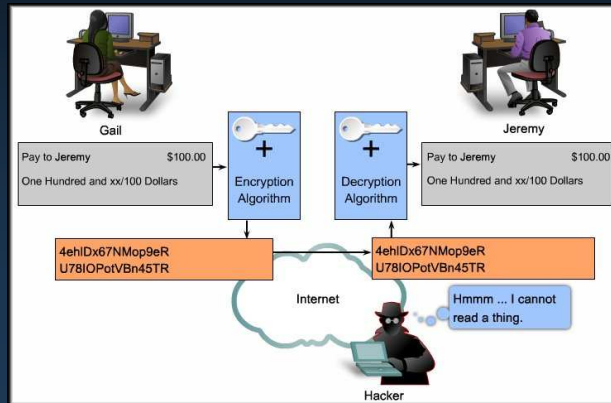 Gail
Jeremy
Pay to Jeremy $100.00
One Hundred and xx/100 Dollars
+
Encryption
Algorithm
+
Decryption
Algorithm
Pay to Jeremy $100.00
One Hundred and xx/100 Dollars
4ehIDx67NMop9eR
U78IOPotVBn45TR
4ehIDx67NMop9eR
U78IOPotVBn45TR
Internet
Hmmm ... I cannot
read a thing.
Hacker